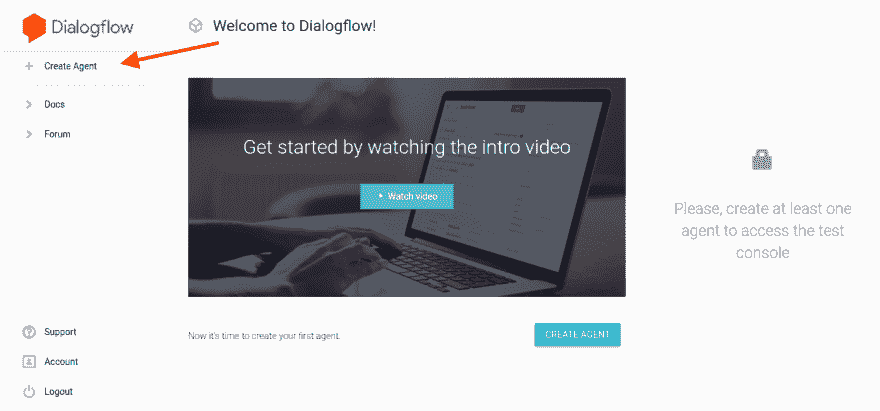 Dialogflow
Welcome to Dialogflow!
Create Agent
Docs
Forum
Get started by watching the intro video
Watch video
Please, create at least one
agent to access the test
console
Now it's time to create your first agent.
CREATE AGENT
Support
Account
Logout